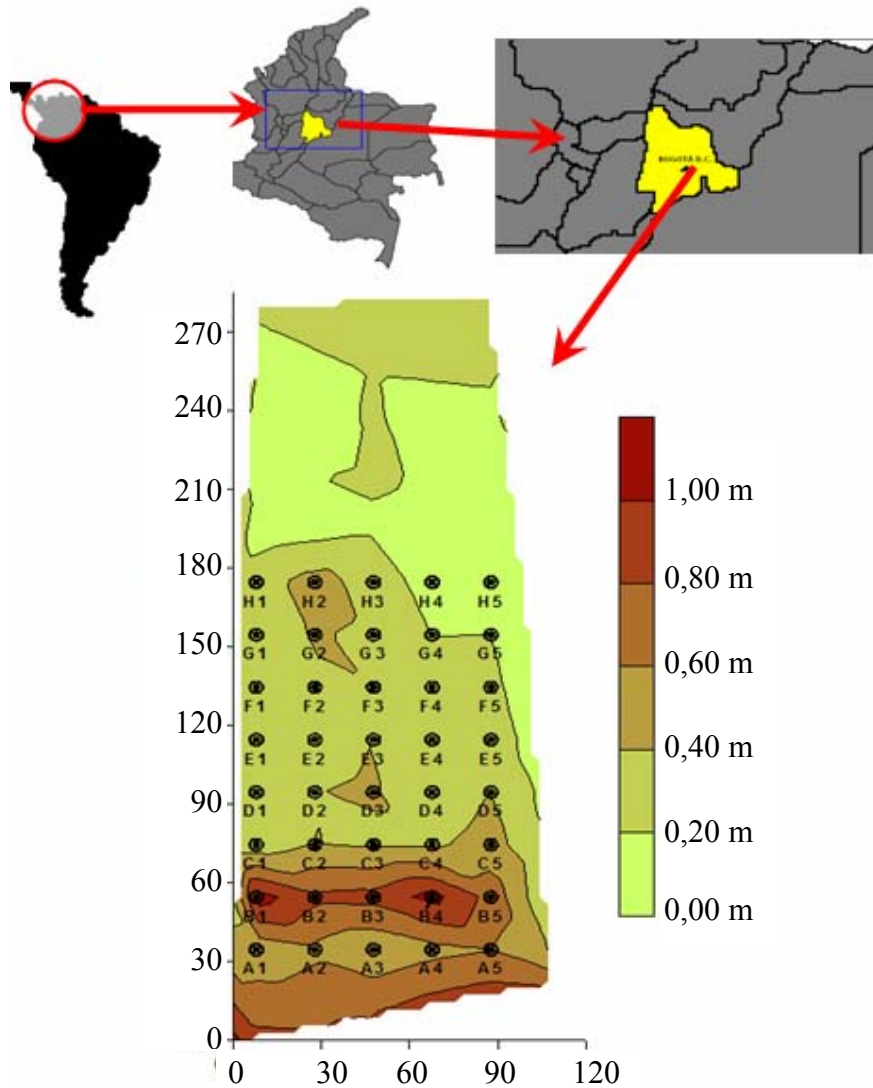 BOGOTÁ D.C.
270
240
210
180
150
120
90
60
30
0
H1 H2 H3 H4 H5
G1 G2 G3 G4 G5
F1 F2 F3 F4 F5
E1 E2 E3 E4 E5
D1 D2 D3 D4 D5
C1 C2 C3 C4 C5
B1 B2 B3 B4 B5
A1 A2 A3 A4 A5
0 30 60 90 120
1,00 m
0,80 m
0,60 m
0,40 m
0,20 m
0,00 m